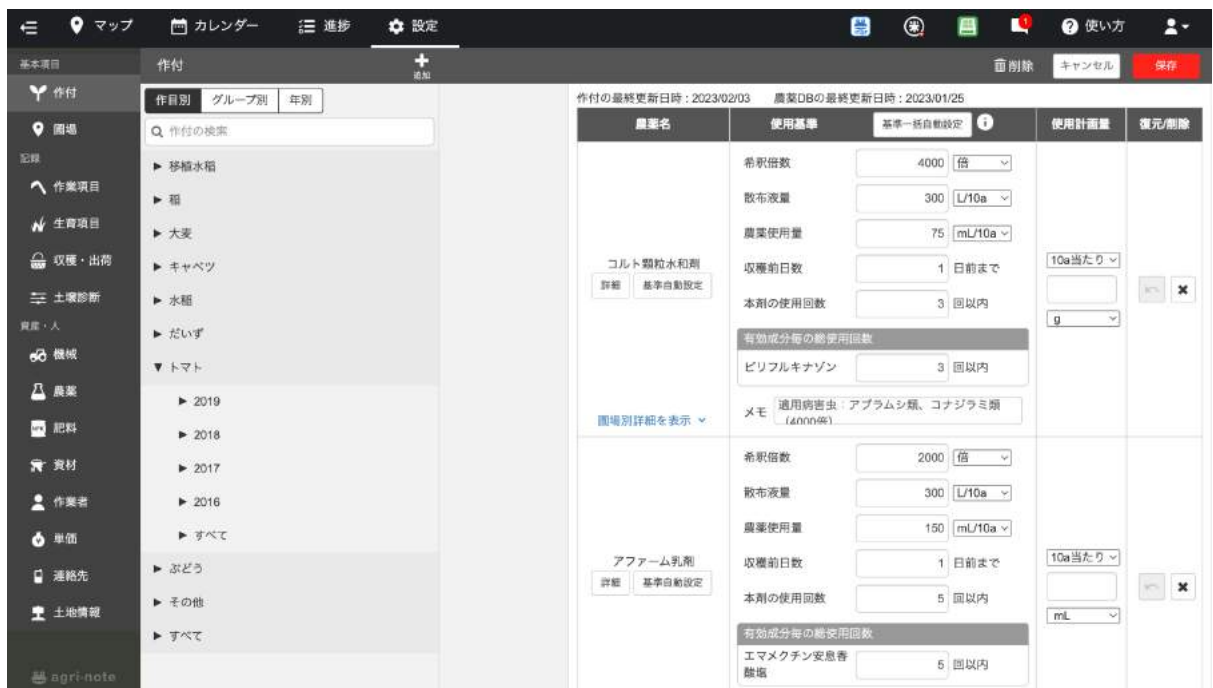 マップ カレンダー 進捗 設定 1 使い方
基本項目 作付 追加 削除 キャンセル 保存
作付
圃場
記録
作業項目
生育項目
収穫・出荷
土壌診断
資産・人
機械
農薬
肥料
資材
作業者
単価
連絡先
土地情報
agri-note
作目別 グループ別 年別
作付の検索
▶ 移植水稲
▶ 稲
▶ 大麦
▶ キャベツ
▶ 水稲
▶ だいず
▼ トマト
▶ 2019
▶ 2018
▶ 2017
▶ 2016
▶ すべて
▶ ぶどう
▶ その他
▶ すべて
作付の最終更新日時:2023/02/03 農薬DBの最終更新日時:2023/01/25
農薬名 使用基準 基準一括自動設定 使用計画量 復元/削除
コルト顆粒水和剤
詳細 基準自動設定
圃場別詳細を表示
希釈倍数 4000 倍
散布液量 300 L/10a
農薬使用量 75 mL/10a
収穫前日数 1 日前まで
本剤の使用回数 3 回以内
有効成分毎の総使用回数
ピリフルキナゾン 3 回以内
メモ 適用病害虫:アブラムシ類、コナジラミ類
(4000倍)
10a当たり
g
アファーム乳剤
詳細 基準自動設定
希釈倍数 2000 倍
散布液量 300 L/10a
農薬使用量 150 mL/10a
収穫前日数 1 日前まで
本剤の使用回数 5 回以内
有効成分毎の総使用回数
エマメクチン安息香
酸塩 5 回以内
10a当たり
mL